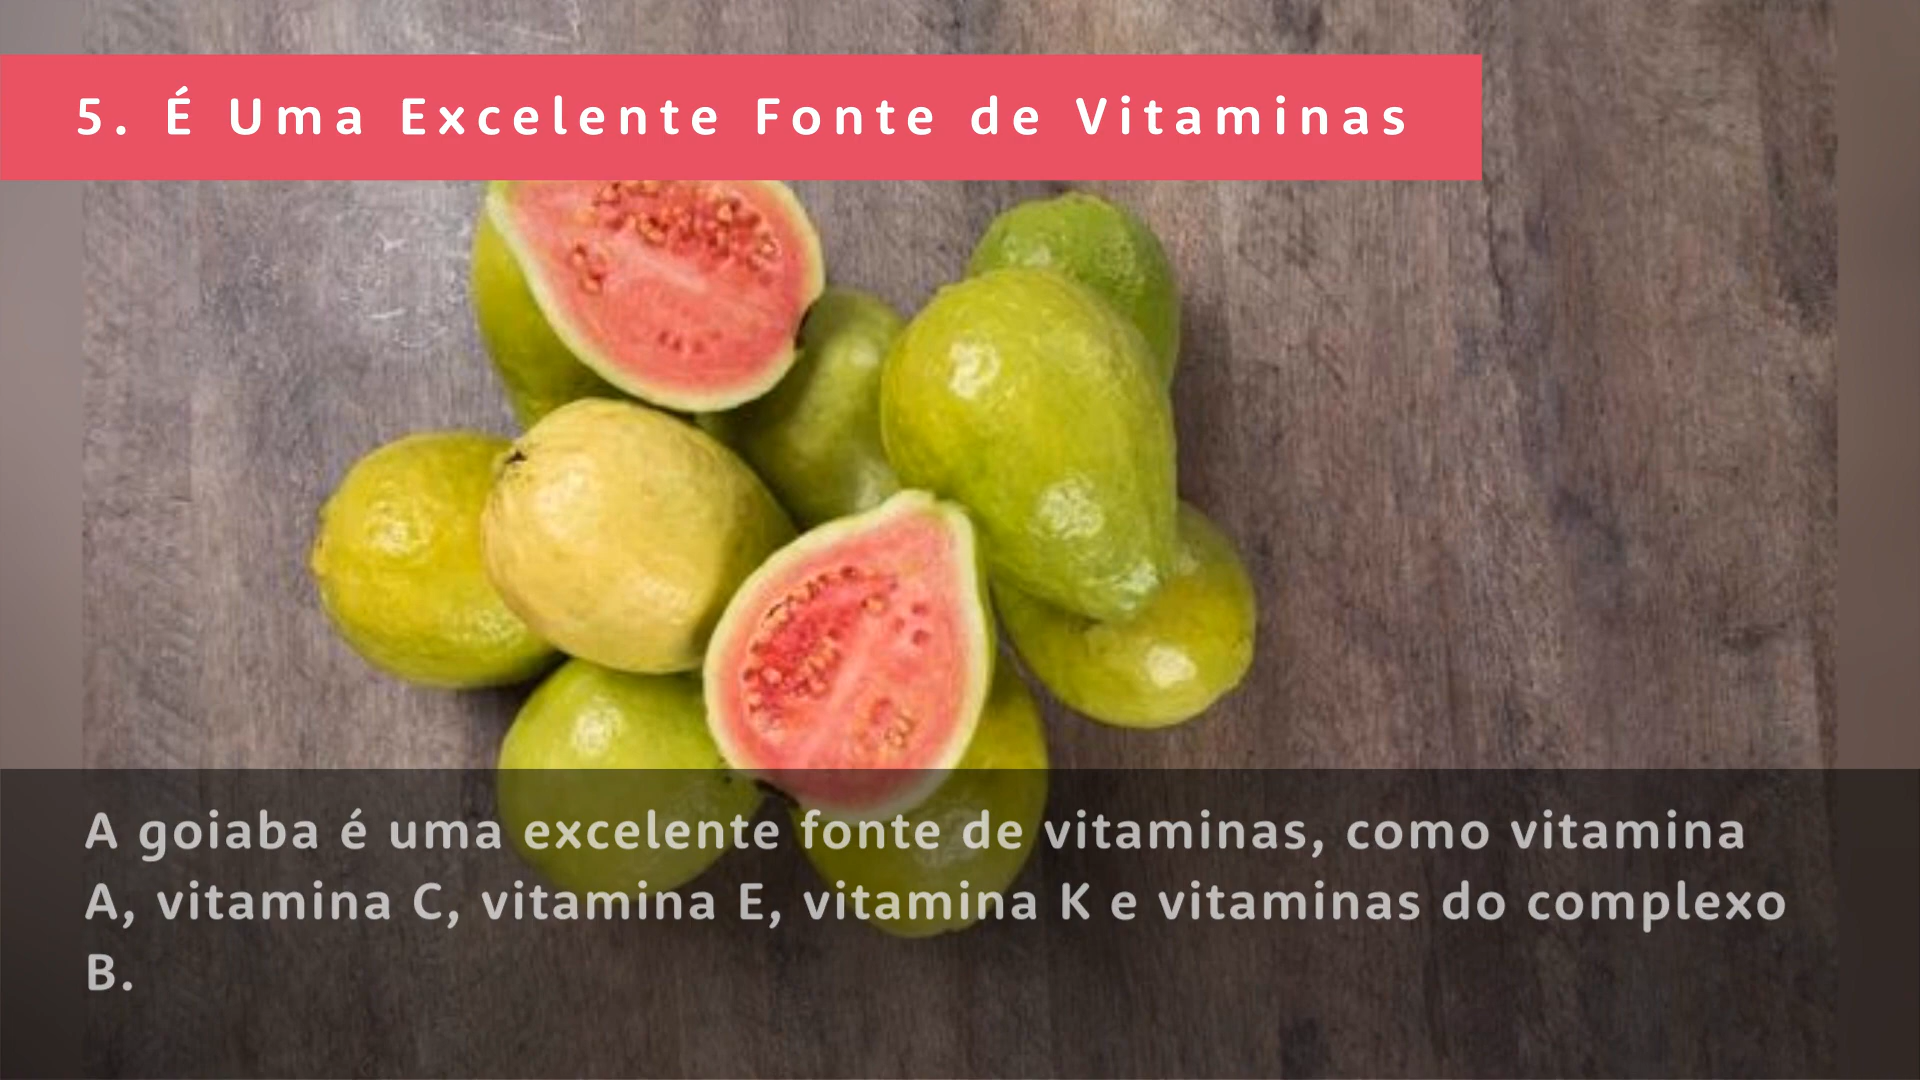 5. É Uma Excelente Fonte de Vitaminas
A goiaba é uma excelente fonte de vitaminas, como vitamina
A, vitamina C, vitamina E, vitamina K e vitaminas do complexo
B.